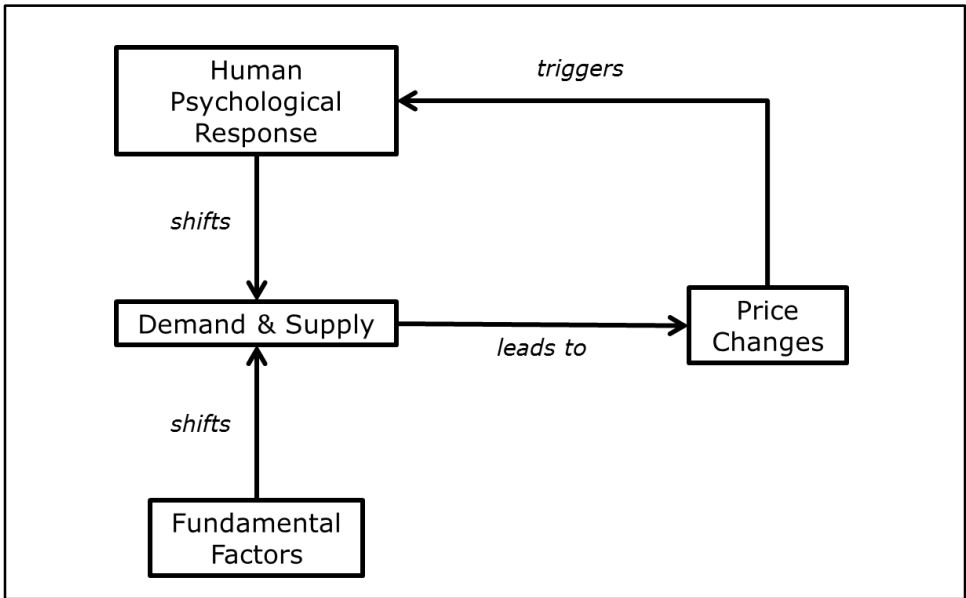 Human
Psychological
Response
triggers
shifts
Demand & Supply
leads to
Price
Changes
shifts
Fundamental
Factors